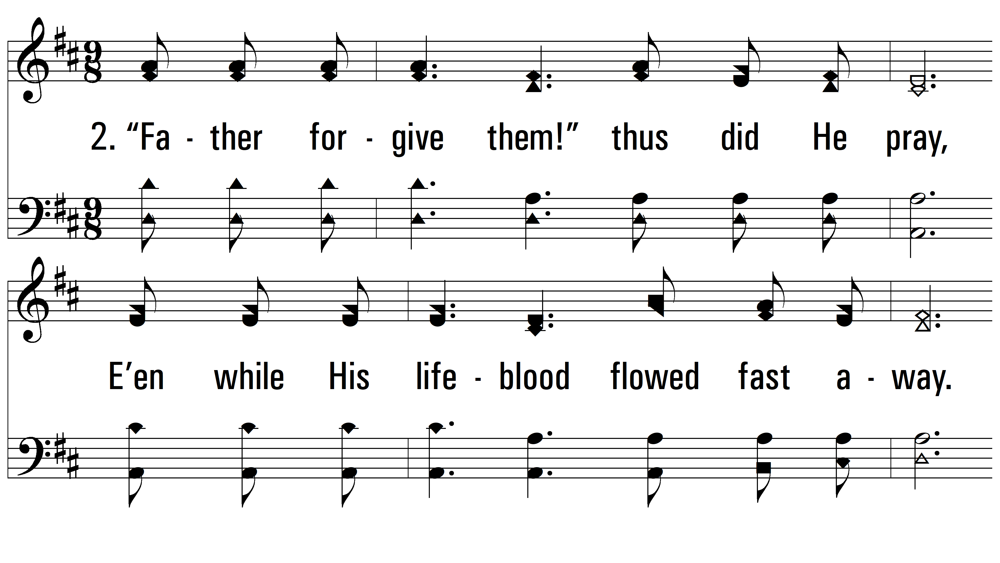 2. “Fa - ther for - give them!” thus did He pray,
E’en while His life - blood flowed fast a - way.